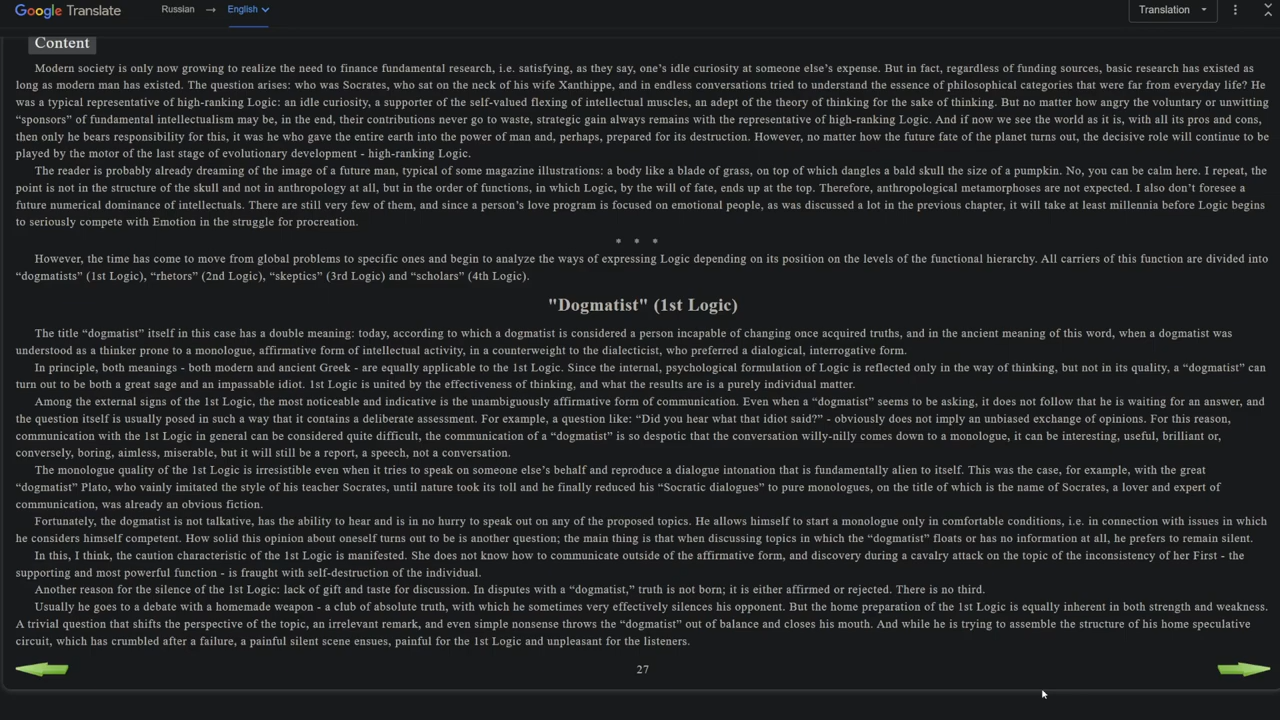 Google Translate
Russian → English
Translation
Content
Modern society is only now growing to realize the need to finance fundamental research, i.e. satisfying, as they say, one's idle curiosity at someone else's expense. But in fact, regardless of funding sources, basic research has existed as
long as modern man has existed. The question arises: who was Socrates, who sat on the neck of his wife Xanthippe, and in endless conversations tried to understand the essence of philosophical categories that were far from everyday life? He
was a typical representative of high-ranking Logic: an idle curiosity, a supporter of the self-valued flexing of intellectual muscles, an adept of the theory of thinking for the sake of thinking. But no matter how angry the voluntary or unwitting
“sponsors” of fundamental intellectualism may be, in the end, their contributions never go to waste, strategic gain always remains with the representative of high-ranking Logic. And if now we see the world as it is, with all its pros and cons,
then only he bears responsibility for this, it was he who gave the entire earth into the power of man and, perhaps, prepared for its destruction. However, no matter how the future fate of the planet turns out, the decisive role will continue to be
played by the motor of the last stage of evolutionary development - high-ranking Logic.
The reader is probably already dreaming of the image of a future man, typical of some magazine illustrations: a body like a blade of grass, on top of which dangles a bald skull the size of a pumpkin. No, you can be calm here. I repeat, the
point is not in the structure of the skull and not in anthropology at all, but in the order of functions, in which Logic, by the will of fate, ends up at the top. Therefore, anthropological metamorphoses are not expected. I also don't foresee a
future numerical dominance of intellectuals. There are still very few of them, and since a person's love program is focused on emotional people, as was discussed a lot in the previous chapter, it will take at least millennia before Logic begins
to seriously compete with Emotion in the struggle for procreation.
* * *
However, the time has come to move from global problems to specific ones and begin to analyze the ways of expressing Logic depending on its position on the levels of the functional hierarchy. All carriers of this function are divided into
“dogmatists” (1st Logic), “rhetors” (2nd Logic), “skeptics” (3rd Logic) and “scholars” (4th Logic).
"Dogmatist" (1st Logic)
The title “dogmatist” itself in this case has a double meaning: today, according to which a dogmatist is considered a person incapable of changing once acquired truths, and in the ancient meaning of this word, when a dogmatist was
understood as a thinker prone to a monologue, affirmative form of intellectual activity, in a counterweight to the dialecticist, who preferred a dialogical, interrogative form.
In principle, both meanings - both modern and ancient Greek - are equally applicable to the 1st Logic. Since the internal, psychological formulation of Logic is reflected only in the way of thinking, but not in its quality, a “dogmatist” can
turn out to be both a great sage and an impassable idiot. 1st Logic is united by the effectiveness of thinking, and what the results are is a purely individual matter.
Among the external signs of the 1st Logic, the most noticeable and indicative is the unambiguously affirmative form of communication. Even when a “dogmatist” seems to be asking, it does not follow that he is waiting for an answer, and
the question itself is usually posed in such a way that it contains a deliberate assessment. For example, a question like: “Did you hear what that idiot said?” - obviously does not imply an unbiased exchange of opinions. For this reason,
communication with the 1st Logic in general can be considered quite difficult, the communication of a “dogmatist” is so despotic that the conversation willy-nilly comes down to a monologue, it can be interesting, useful, brilliant or,
conversely, boring, aimless, miserable, but it will still be a report, a speech, not a conversation.
The monologue quality of the 1st Logic is irresistible even when it tries to speak on someone else's behalf and reproduce a dialogue intonation that is fundamentally alien to itself. This was the case, for example, with the great
“dogmatist” Plato, who vainly imitated the style of his teacher Socrates, until nature took its toll and he finally reduced his “Socratic dialogues” to pure monologues, on the title of which is the name of Socrates, a lover and expert of
communication, was already an obvious fiction.
Fortunately, the dogmatist is not talkative, has the ability to hear and is in no hurry to speak out on any of the proposed topics. He allows himself to start a monologue only in comfortable conditions, i.e. in connection with issues in which
he considers himself competent. How solid this opinion about oneself turns out to be is another question; the main thing is that when discussing topics in which the “dogmatist” floats or has no information at all, he prefers to remain silent.
In this, I think, the caution characteristic of the 1st Logic is manifested. She does not know how to communicate outside of the affirmative form, and discovery during a cavalry attack on the topic of the inconsistency of her First - the
supporting and most powerful function - is fraught with self-destruction of the individual.
Another reason for the silence of the 1st Logic: lack of gift and taste for discussion. In disputes with a “dogmatist,” truth is not born; it is either affirmed or rejected. There is no third.
Usually he goes to a debate with a homemade weapon - a club of absolute truth, with which he sometimes very effectively silences his opponent. But the home preparation of the 1st Logic is equally inherent in both strength and weakness.
A trivial question that shifts the perspective of the topic, an irrelevant remark, and even simple nonsense throws the “dogmatist” out of balance and closes his mouth. And while he is trying to assemble the structure of his home speculative
circuit, which has crumbled after a failure, a painful silent scene ensues, painful for the 1st Logic and unpleasant for the listeners.
27